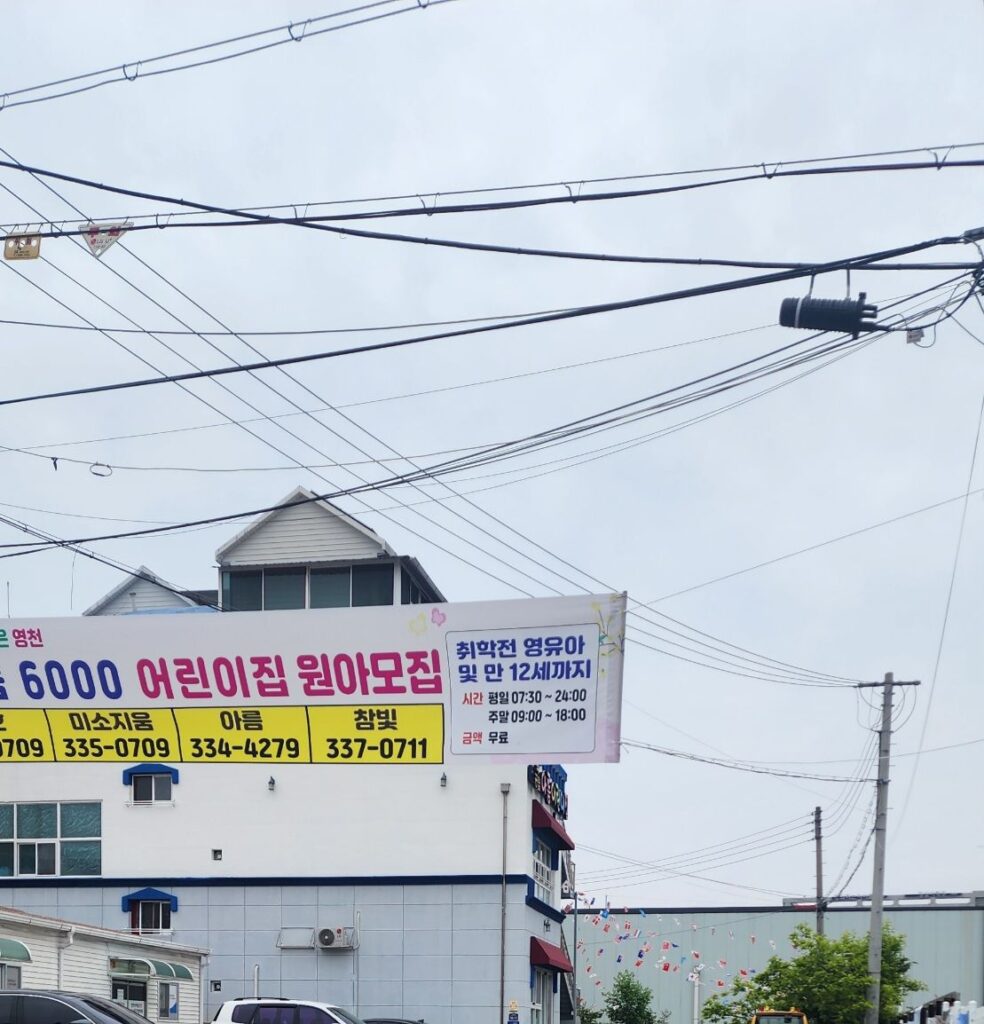 은 영천
6000 어린이집 원아모집
호 미소지움 아름 참빛
0709 335-0709 334-4279 337-0711
취학전 영유아
및 만 12세까지
시간 평일 07:30 ~ 24:00
주말 09:00 ~ 18:00
금액 무료